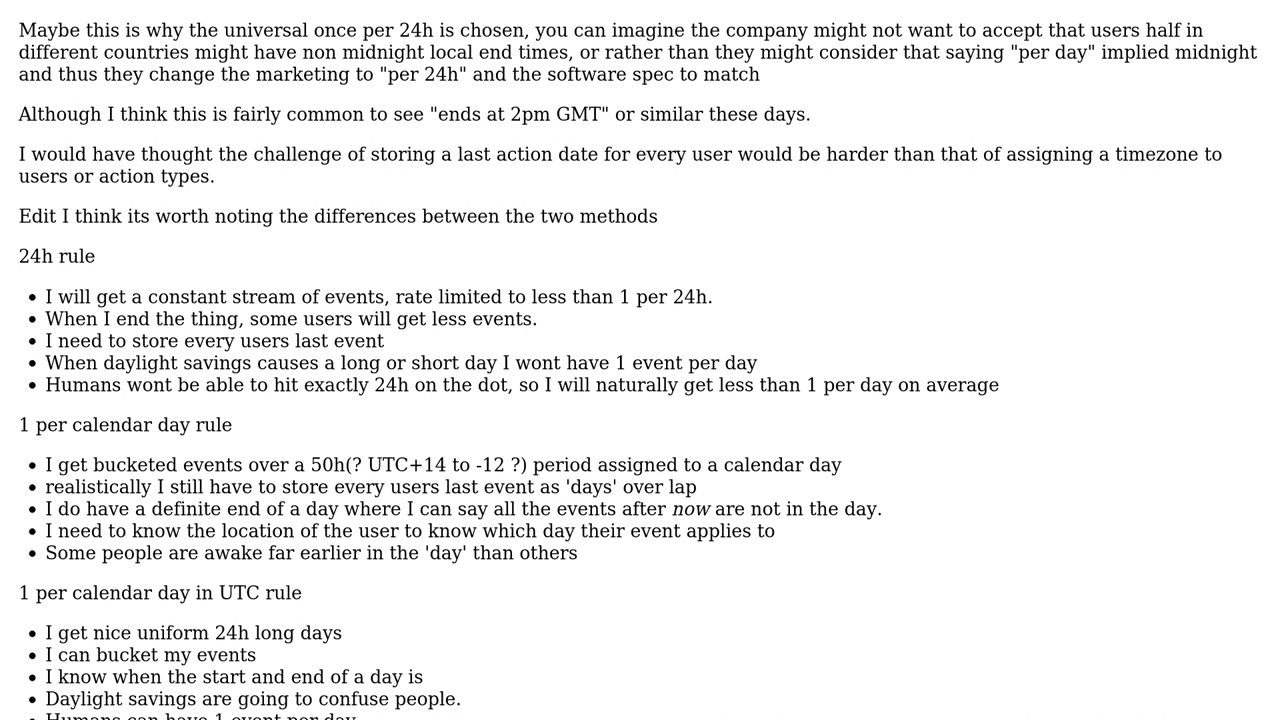 Maybe this is why the universal once per 24h is chosen, you can imagine the company might not want to accept that users half in
different countries might have non midnight local end times, or rather than they might consider that saying "per day" implied midnight
and thus they change the marketing to "per 24h" and the software spec to match
Although I think this is fairly common to see "ends at 2pm GMT" or similar these days.
I would have thought the challenge of storing a last action date for every user would be harder than that of assigning a timezone to
users or action types.
Edit I think its worth noting the differences between the two methods
24h rule
• I will get a constant stream of events, rate limited to less than 1 per 24h.
• When I end the thing, some users will get less events.
• I need to store every users last event
• When daylight savings causes a long or short day I wont have 1 event per day
• Humans wont be able to hit exactly 24h on the dot, so I will naturally get less than 1 per day on average
1 per calendar day rule
• I get bucketed events over a 50h(? UTC+14 to -12 ?) period assigned to a calendar day
• realistically I still have to store every users last event as 'days' over lap
• I do have a definite end of a day where I can say all the events after now are not in the day.
• I need to know the location of the user to know which day their event applies to
• Some people are awake far earlier in the 'day' than others
1 per calendar day in UTC rule
• I get nice uniform 24h long days
• I can bucket my events
• I know when the start and end of a day is
• Daylight savings are going to confuse people.
• Humans can have 1 event per day